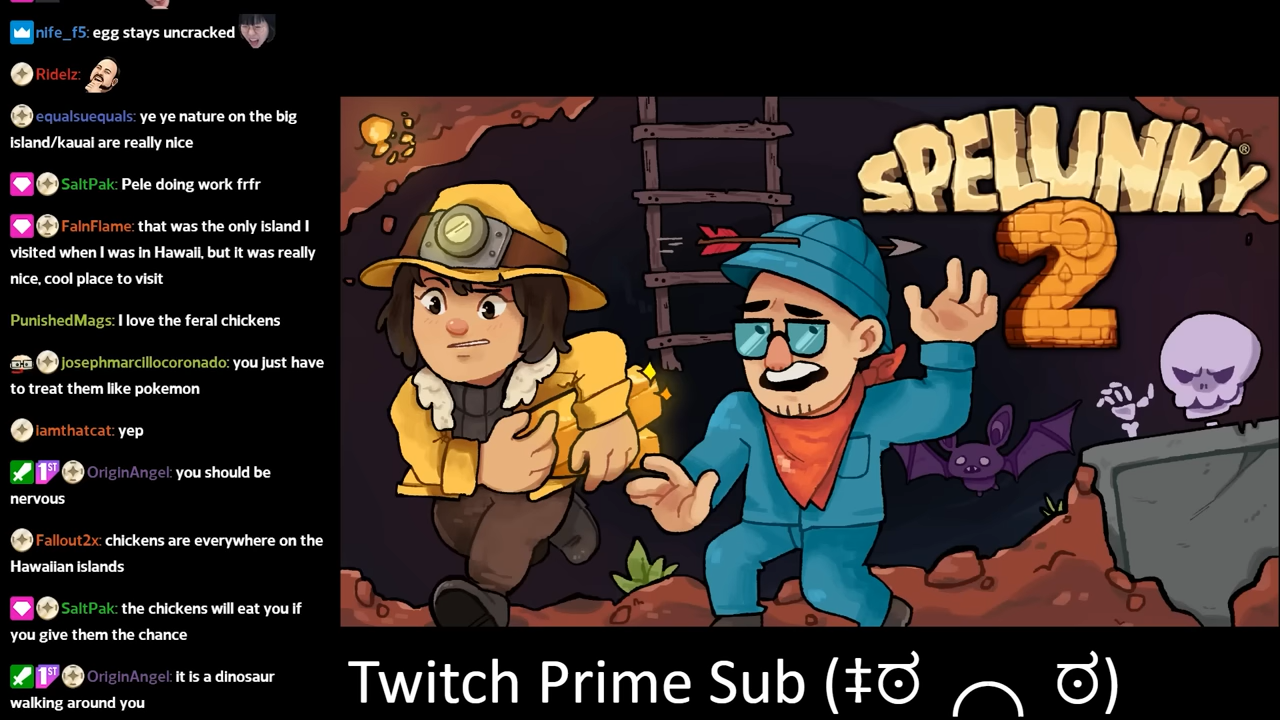 nife_f5: egg stays uncracked
Ridelz:
equalsuequals: ye ye nature on the big
island/kauai are really nice
SaltPak: Pele doing work frfr
FalnFlame: that was the only island I
visited when I was in Hawaii, but it was really
nice, cool place to visit
PunishedMags: I love the feral chickens
josephmarcillocoronado: you just have
to treat them like pokemon
iamthatcat: yep
1ST OriginAngel: you should be
nervous
Fallout2x: chickens are everywhere on the
Hawaiian islands
SaltPak: the chickens will eat you if
you give them the chance
1ST OriginAngel: it is a dinosaur
walking around you
SPELUNKY®
2
Twitch Prime Sub (‡ಠ ╭╮ ಠ)